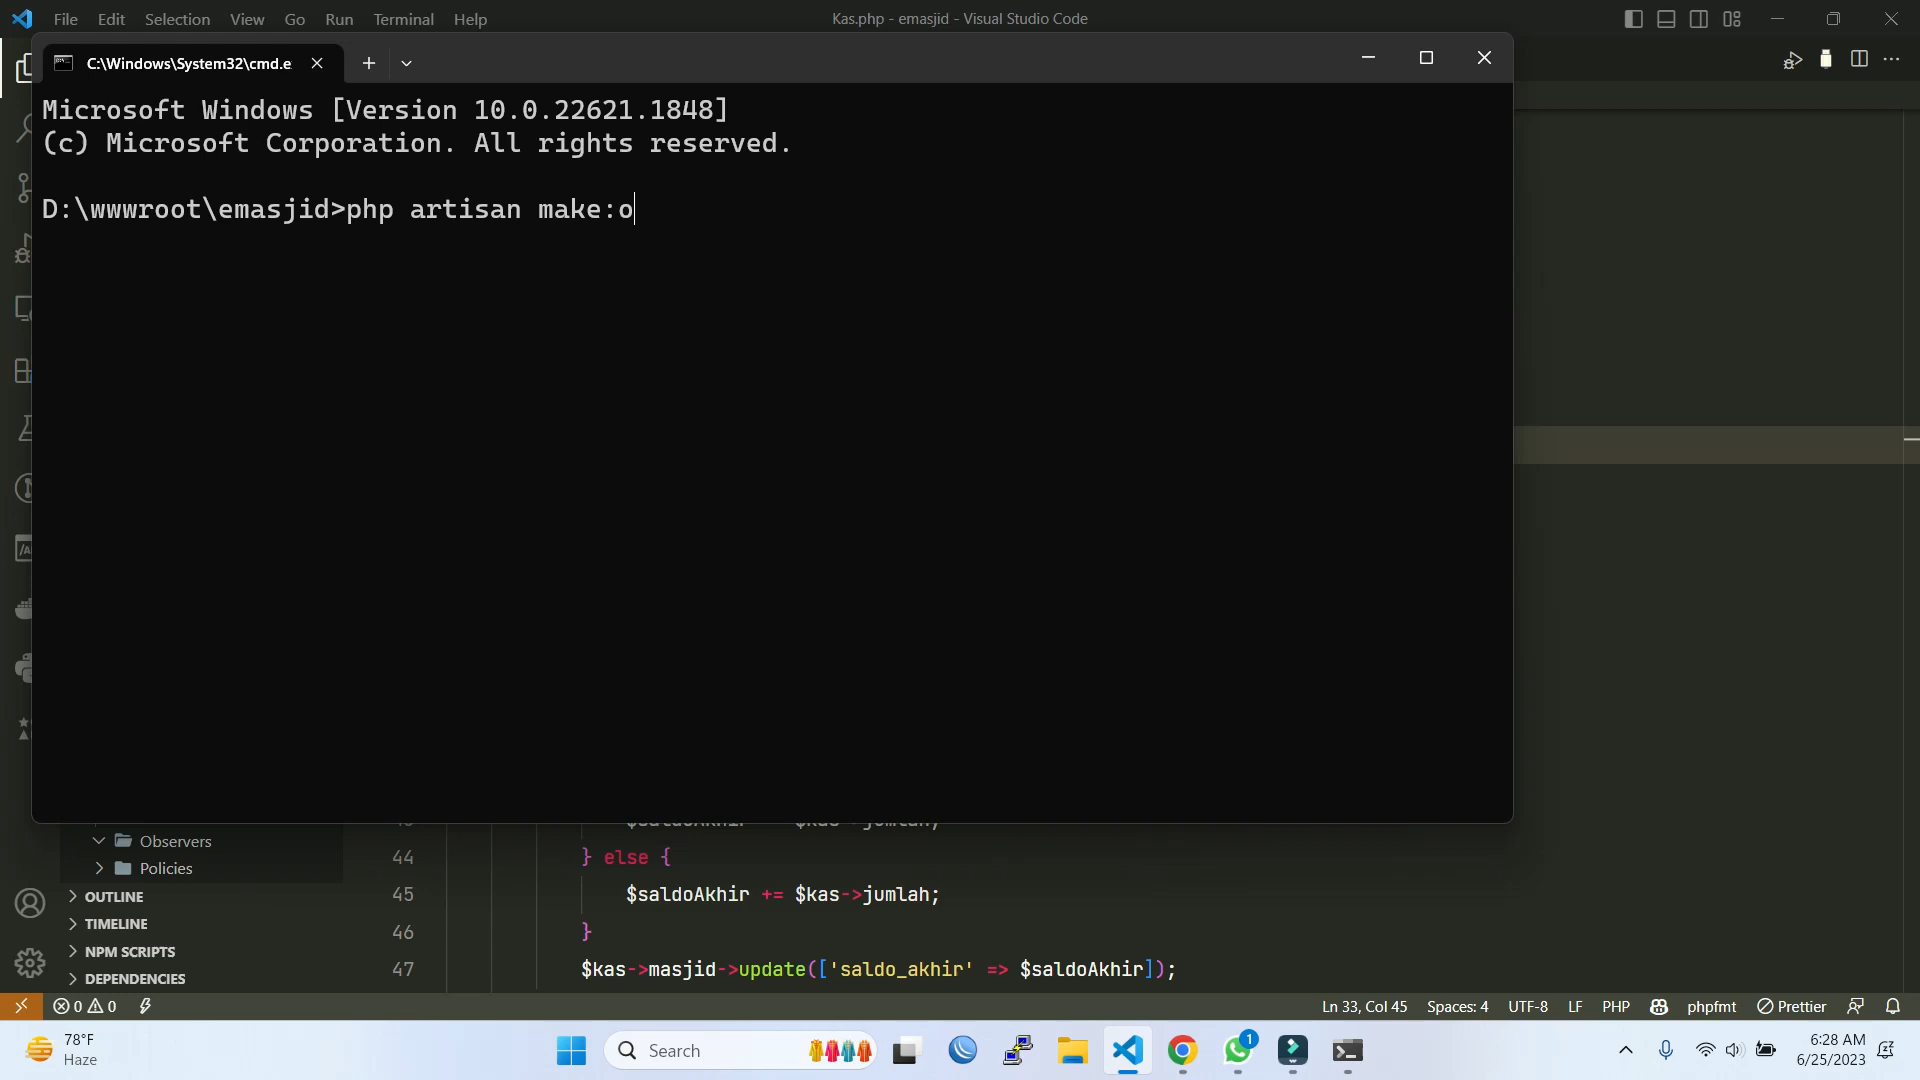 File Edit Selection View Go Run Terminal Help
Kas.php - emasjid - Visual Studio Code
C:\Windows\System32\cmd.e
Microsoft Windows [Version 10.0.22621.1848]
(c) Microsoft Corporation. All rights reserved.
D:\wwwroot\emasjid>php artisan make:o
Observers
Policies
OUTLINE
TIMELINE
NPM SCRIPTS
DEPENDENCIES
44 } else {
45 $saldoAkhir += $kas->jumlah;
46 }
47 $kas->masjid->update(['saldo_akhir' => $saldoAkhir]);
0 0 Ln 33, Col 45 Spaces: 4 UTF-8 LF PHP phpfmt Prettier
78°F
Haze
Search
1
6:28 AM
6/25/2023